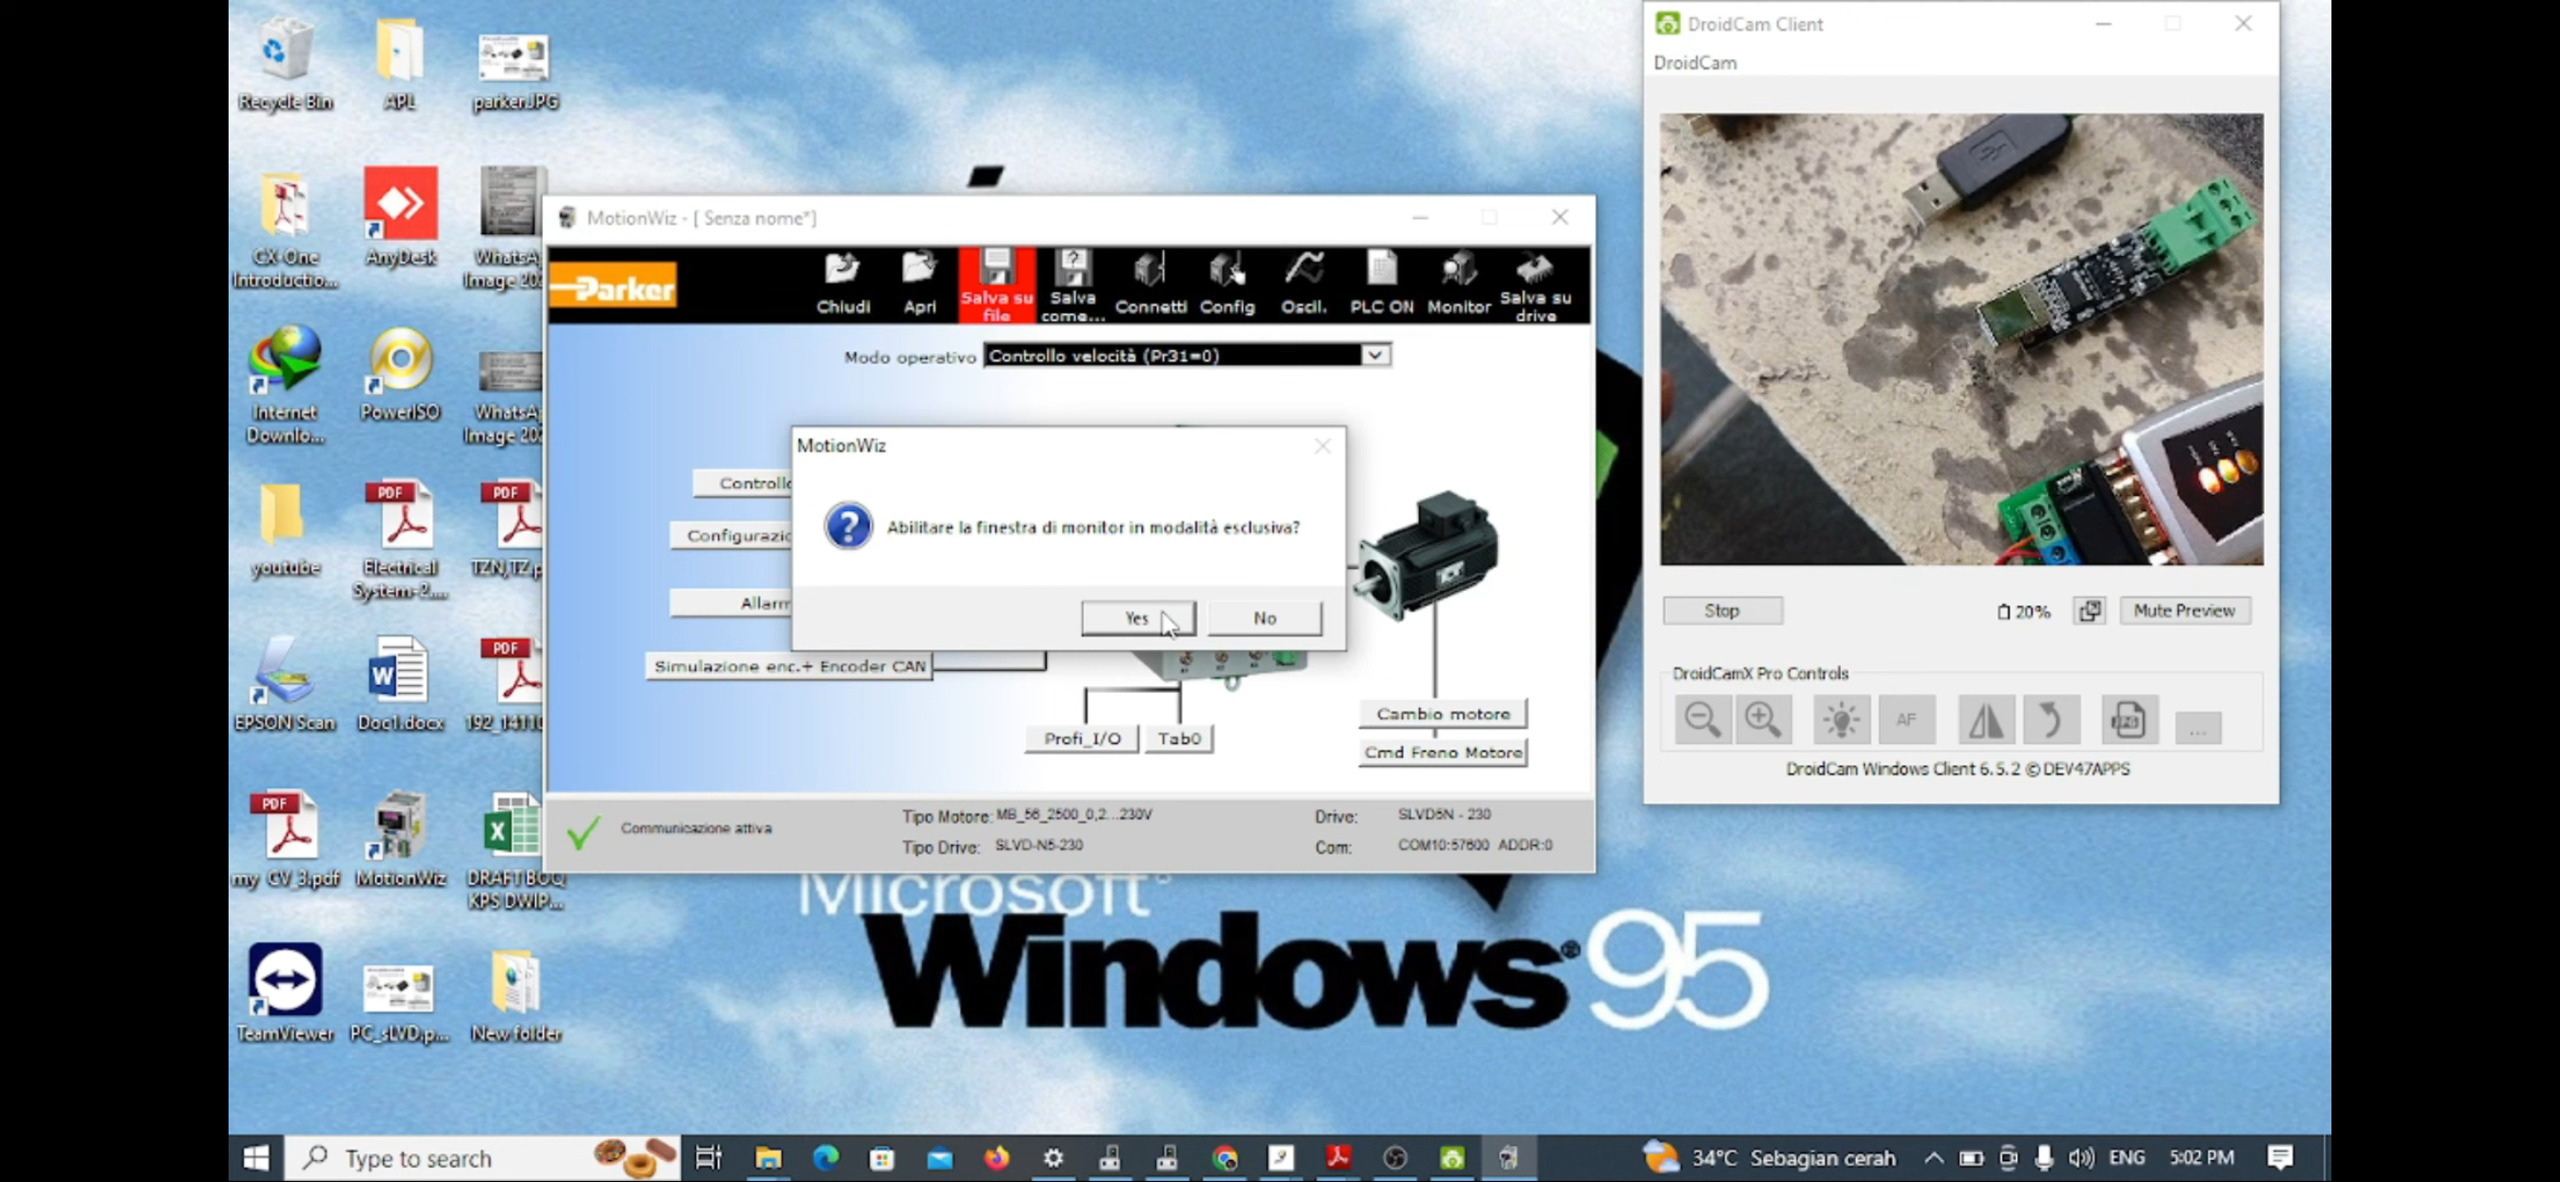 Recycle Bin
APL
parker.JPG
CX-One
Introductio...
AnyDesk
WhatsA
Image 20
Internet
Downlo...
PowerISO
WhatsA
Image 20
youtube
PDF
Electrical
System-2....
PDF
TZN,TZ.p
EPSON Scan
Doc1.docx
PDF
192_1411
PDF
my CV_3.pdf
MotionWiz
DRAFT BOQ
KPS DWIP...
TeamViewer
PC_sLVD.p...
New folder
MotionWiz - [ Senza nome*]
Parker
Chiudi
Apri
Salva su
file
Salva
come...
Connetti
Config
Oscil.
PLC ON
Monitor
Salva su
drive
Modo operativo
Controllo velocità (Pr31=0)
Controllo
Configurazio
Allarm
Simulazione enc.+ Encoder CAN
MotionWiz
Abilitare la finestra di monitor in modalità esclusiva?
Yes
No
Profi_I/O
Tab0
Cambio motore
Cmd Freno Motore
Communicazione attiva
Tipo Motore: MB_56_2500_0,2...230V
Tipo Drive: SLVD-N5-230
Drive: SLVD5N - 230
Com: COM10:57600 ADDR:0
Microsoft®
Windows®95
DroidCam Client
DroidCam
Stop
20%
Mute Preview
DroidCamX Pro Controls
AF
...
DroidCam Windows Client 6.5.2 © DEV47APPS
Type to search
34°C Sebagian cerah
ENG
5:02 PM